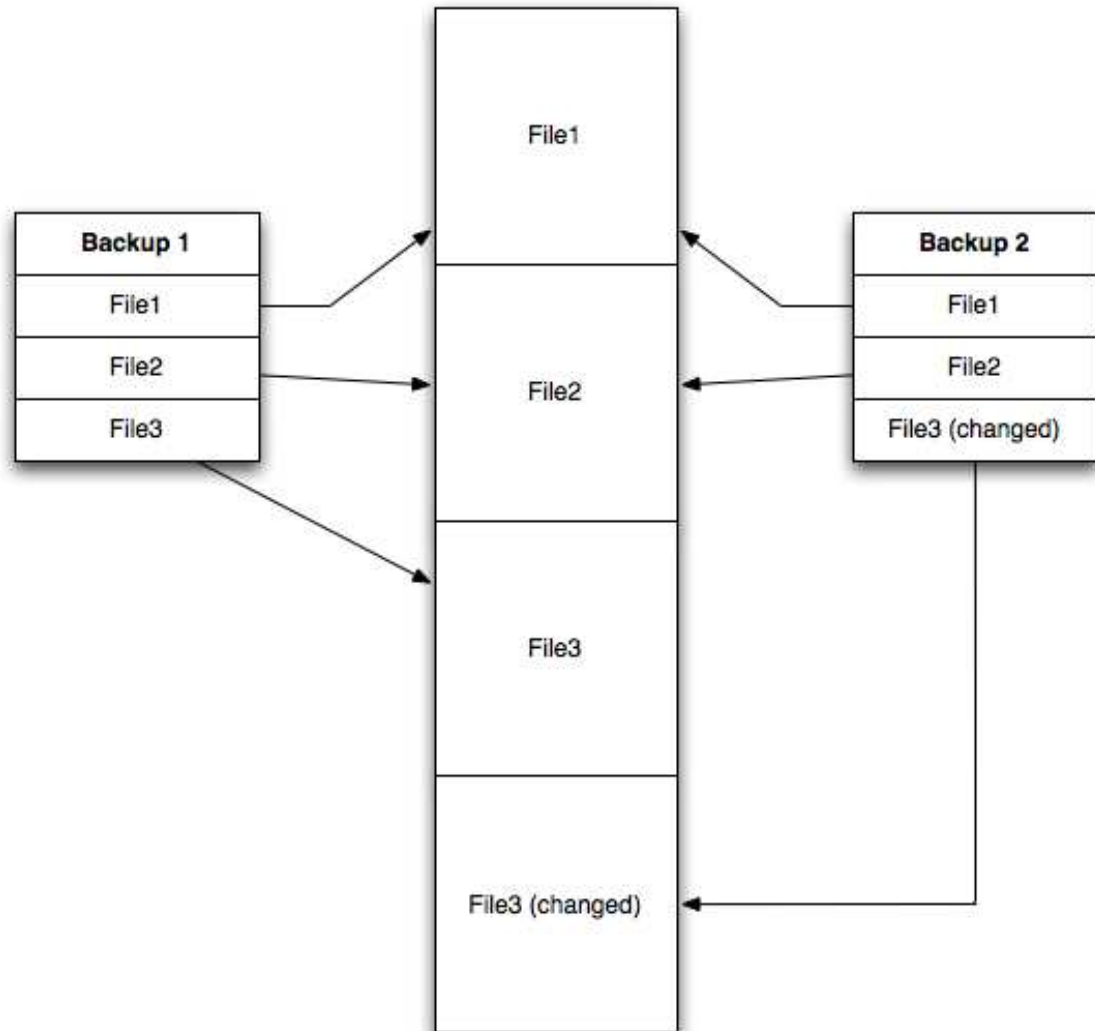 File1
File2
File3
File3 (changed)
Backup 1
File1
File2
File3
Backup 2
File1
File2
File3 (changed)